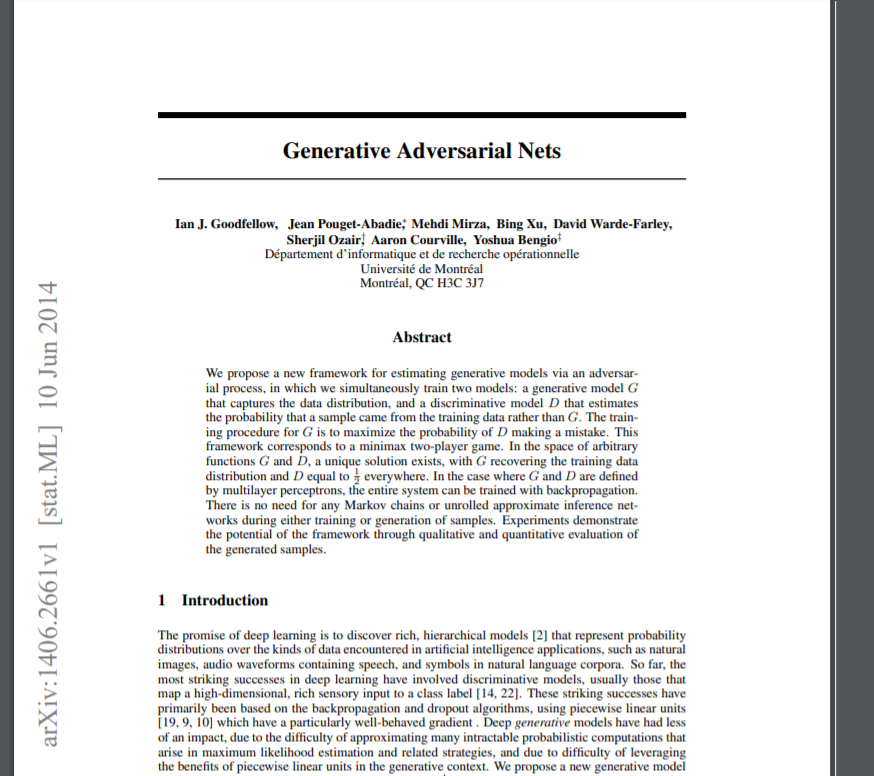 Generative Adversarial Nets
Ian J. Goodfellow, Jean Pouget-Abadie,* Mehdi Mirza, Bing Xu, David Warde-Farley,
Sherjil Ozair,† Aaron Courville, Yoshua Bengio‡
Département d'informatique et de recherche opérationnelle
Université de Montréal
Montréal, QC H3C 3J7
Abstract
We propose a new framework for estimating generative models via an adversar-
ial process, in which we simultaneously train two models: a generative model G
that captures the data distribution, and a discriminative model D that estimates
the probability that a sample came from the training data rather than G. The train-
ing procedure for G is to maximize the probability of D making a mistake. This
framework corresponds to a minimax two-player game. In the space of arbitrary
functions G and D, a unique solution exists, with G recovering the training data
distribution and D equal to 1/2 everywhere. In the case where G and D are defined
by multilayer perceptrons, the entire system can be trained with backpropagation.
There is no need for any Markov chains or unrolled approximate inference net-
works during either training or generation of samples. Experiments demonstrate
the potential of the framework through qualitative and quantitative evaluation of
the generated samples.
1 Introduction
The promise of deep learning is to discover rich, hierarchical models [2] that represent probability
distributions over the kinds of data encountered in artificial intelligence applications, such as natural
images, audio waveforms containing speech, and symbols in natural language corpora. So far, the
most striking successes in deep learning have involved discriminative models, usually those that
map a high-dimensional, rich sensory input to a class label [14, 22]. These striking successes have
primarily been based on the backpropagation and dropout algorithms, using piecewise linear units
[19, 9, 10] which have a particularly well-behaved gradient . Deep generative models have had less
of an impact, due to the difficulty of approximating many intractable probabilistic computations that
arise in maximum likelihood estimation and related strategies, and due to difficulty of leveraging
the benefits of piecewise linear units in the generative context. We propose a new generative model
arXiv:1406.2661v1 [stat.ML] 10 Jun 2014